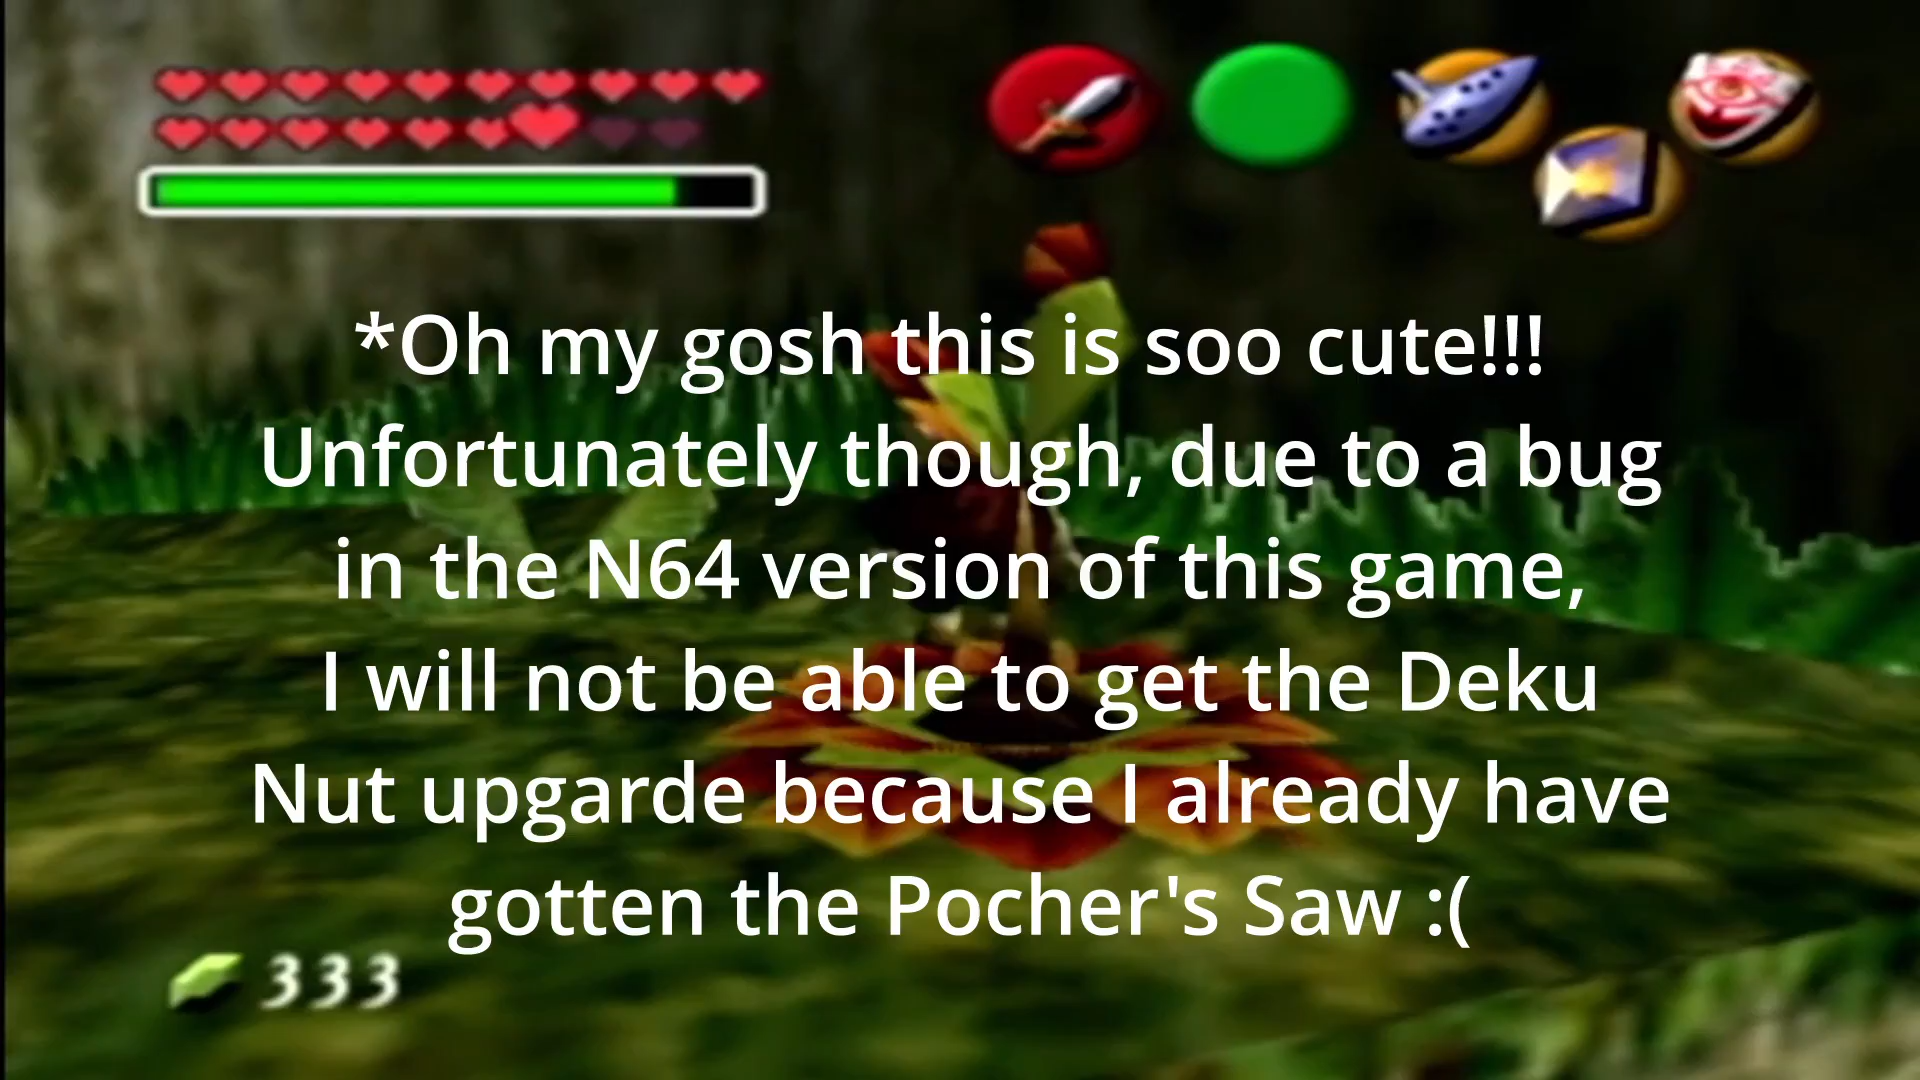 *Oh my gosh this is soo cute!!!
Unfortunately though, due to a bug
in the N64 version of this game,
I will not be able to get the Deku
Nut upgarde because I already have
gotten the Pocher's Saw :(
333